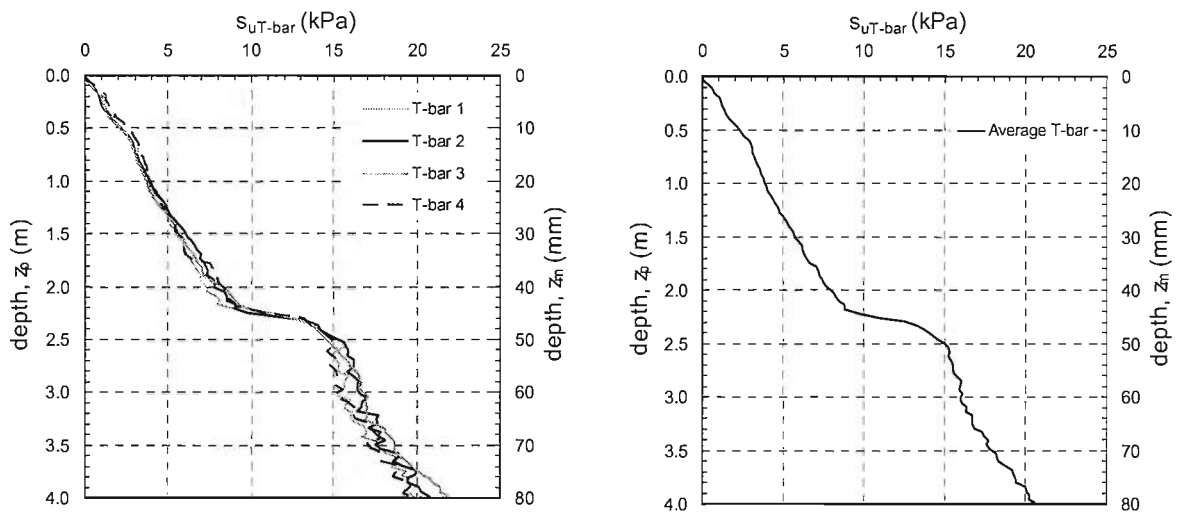 s_uT-bar (kPa)
0 5 10 15 20 25
0.0
0.5
1.0
1.5
2.0
2.5
3.0
3.5
4.0
depth, z_p (m)
T-bar 1
T-bar 2
T-bar 3
T-bar 4
0
10
20
30
40
50
60
70
80
depth, z_m (mm)
s_uT-bar (kPa)
0 5 10 15 20 25
0.0
0.5
1.0
1.5
2.0
2.5
3.0
3.5
4.0
depth, z_p (m)
Average T-bar
0
10
20
30
40
50
60
70
80
depth, z_m (mm)